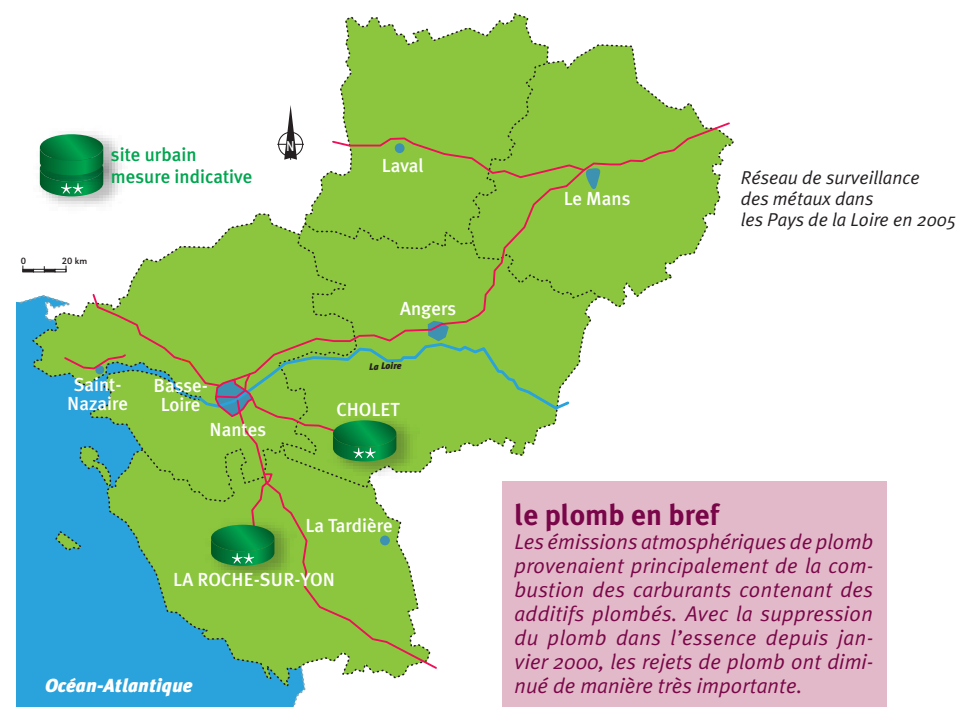 site urbain
mesure indicative
N
Laval
Le Mans
Réseau de surveillance
des métaux dans
les Pays de la Loire en 2005
0 20 km
Angers
La Loire
Saint-
Nazaire
Basse-
Loire
Nantes
CHOLET
La Tardière
LA ROCHE-SUR-YON
Océan-Atlantique
le plomb en bref
Les émissions atmosphériques de plomb
provenaient principalement de la com-
bustion des carburants contenant des
additifs plombés. Avec la suppression
du plomb dans l'essence depuis jan-
vier 2000, les rejets de plomb ont dimi-
nué de manière très importante.